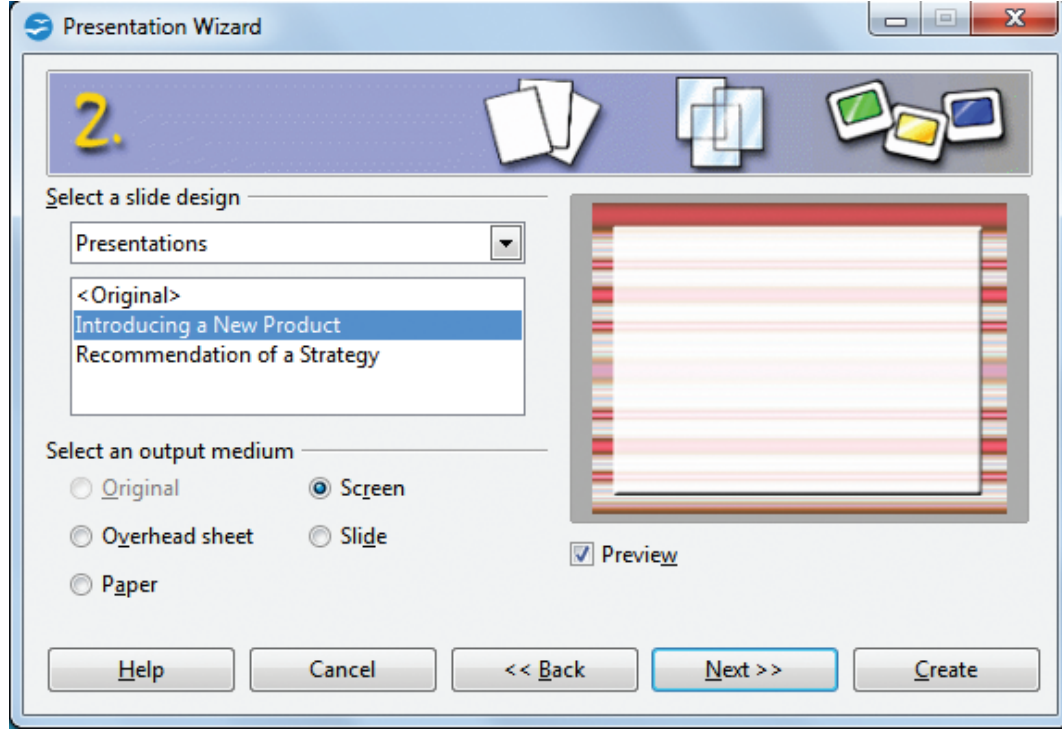 Presentation Wizard
2.
Select a slide design
Presentations
<Original>
Introducing a New Product
Recommendation of a Strategy
Select an output medium
Original
Screen
Overhead sheet
Slide
Paper
Preview
Help
Cancel
<< Back
Next >>
Create